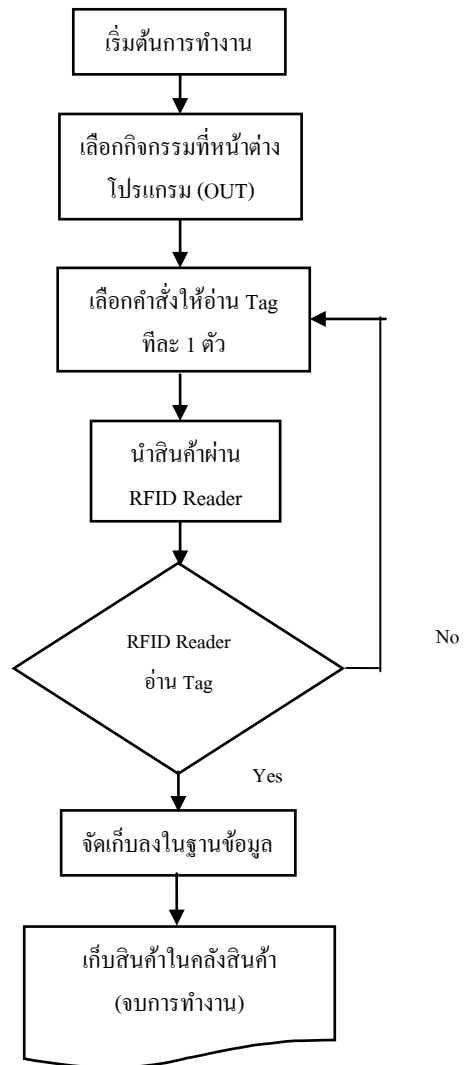 เริ่มต้นการทำงาน
เลือกกิจกรรมที่หน้าต่าง
โปรแกรม (OUT)
เลือกคำสั่งให้อ่าน Tag
ทีละ 1 ตัว
นำสินค้าผ่าน
RFID Reader
RFID Reader
อ่าน Tag
No
Yes
จัดเก็บลงในฐานข้อมูล
เก็บสินค้าในคลังสินค้า
(จบการทำงาน)